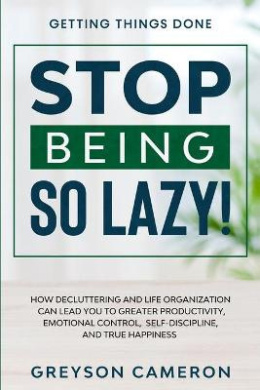 GETTING THINGS DONE
STOP
BEING
SO LAZY!
HOW DECLUTTERING AND LIFE ORGANIZATION
CAN LEAD YOU TO GREATER PRODUCTIVITY,
EMOTIONAL CONTROL, SELF-DISCIPLINE,
AND TRUE HAPPINESS
GREYSON CAMERON